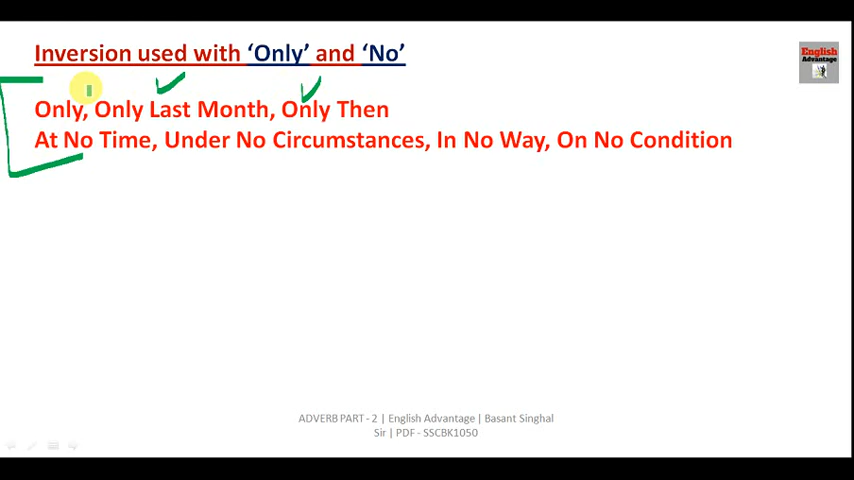 Inversion used with ‘Only’ and ‘No’
English
Advantage
Only, Only Last Month, Only Then
At No Time, Under No Circumstances, In No Way, On No Condition
ADVERB PART - 2 | English Advantage | Basant Singhal
Sir | PDF - SSCBK1050